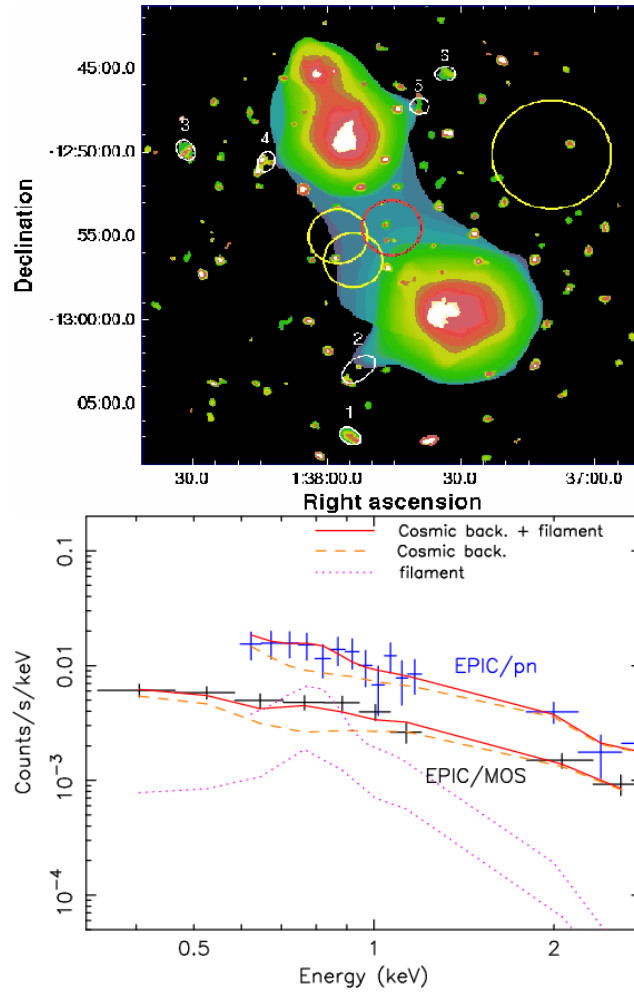 45:00.0
6
5
3
4
-12:50:00.0
Declination
55:00.0
-13:00:00.0
2
05:00.0
1
30.0
1:38:00.0
30.0
37:00.0
Right ascension
Cosmic back. + filament
Cosmic back.
filament
0.1
EPIC/pn
0.01
Counts/s/keV
EPIC/MOS
10⁻³
10⁻⁴
0.5
1
2
Energy (keV)